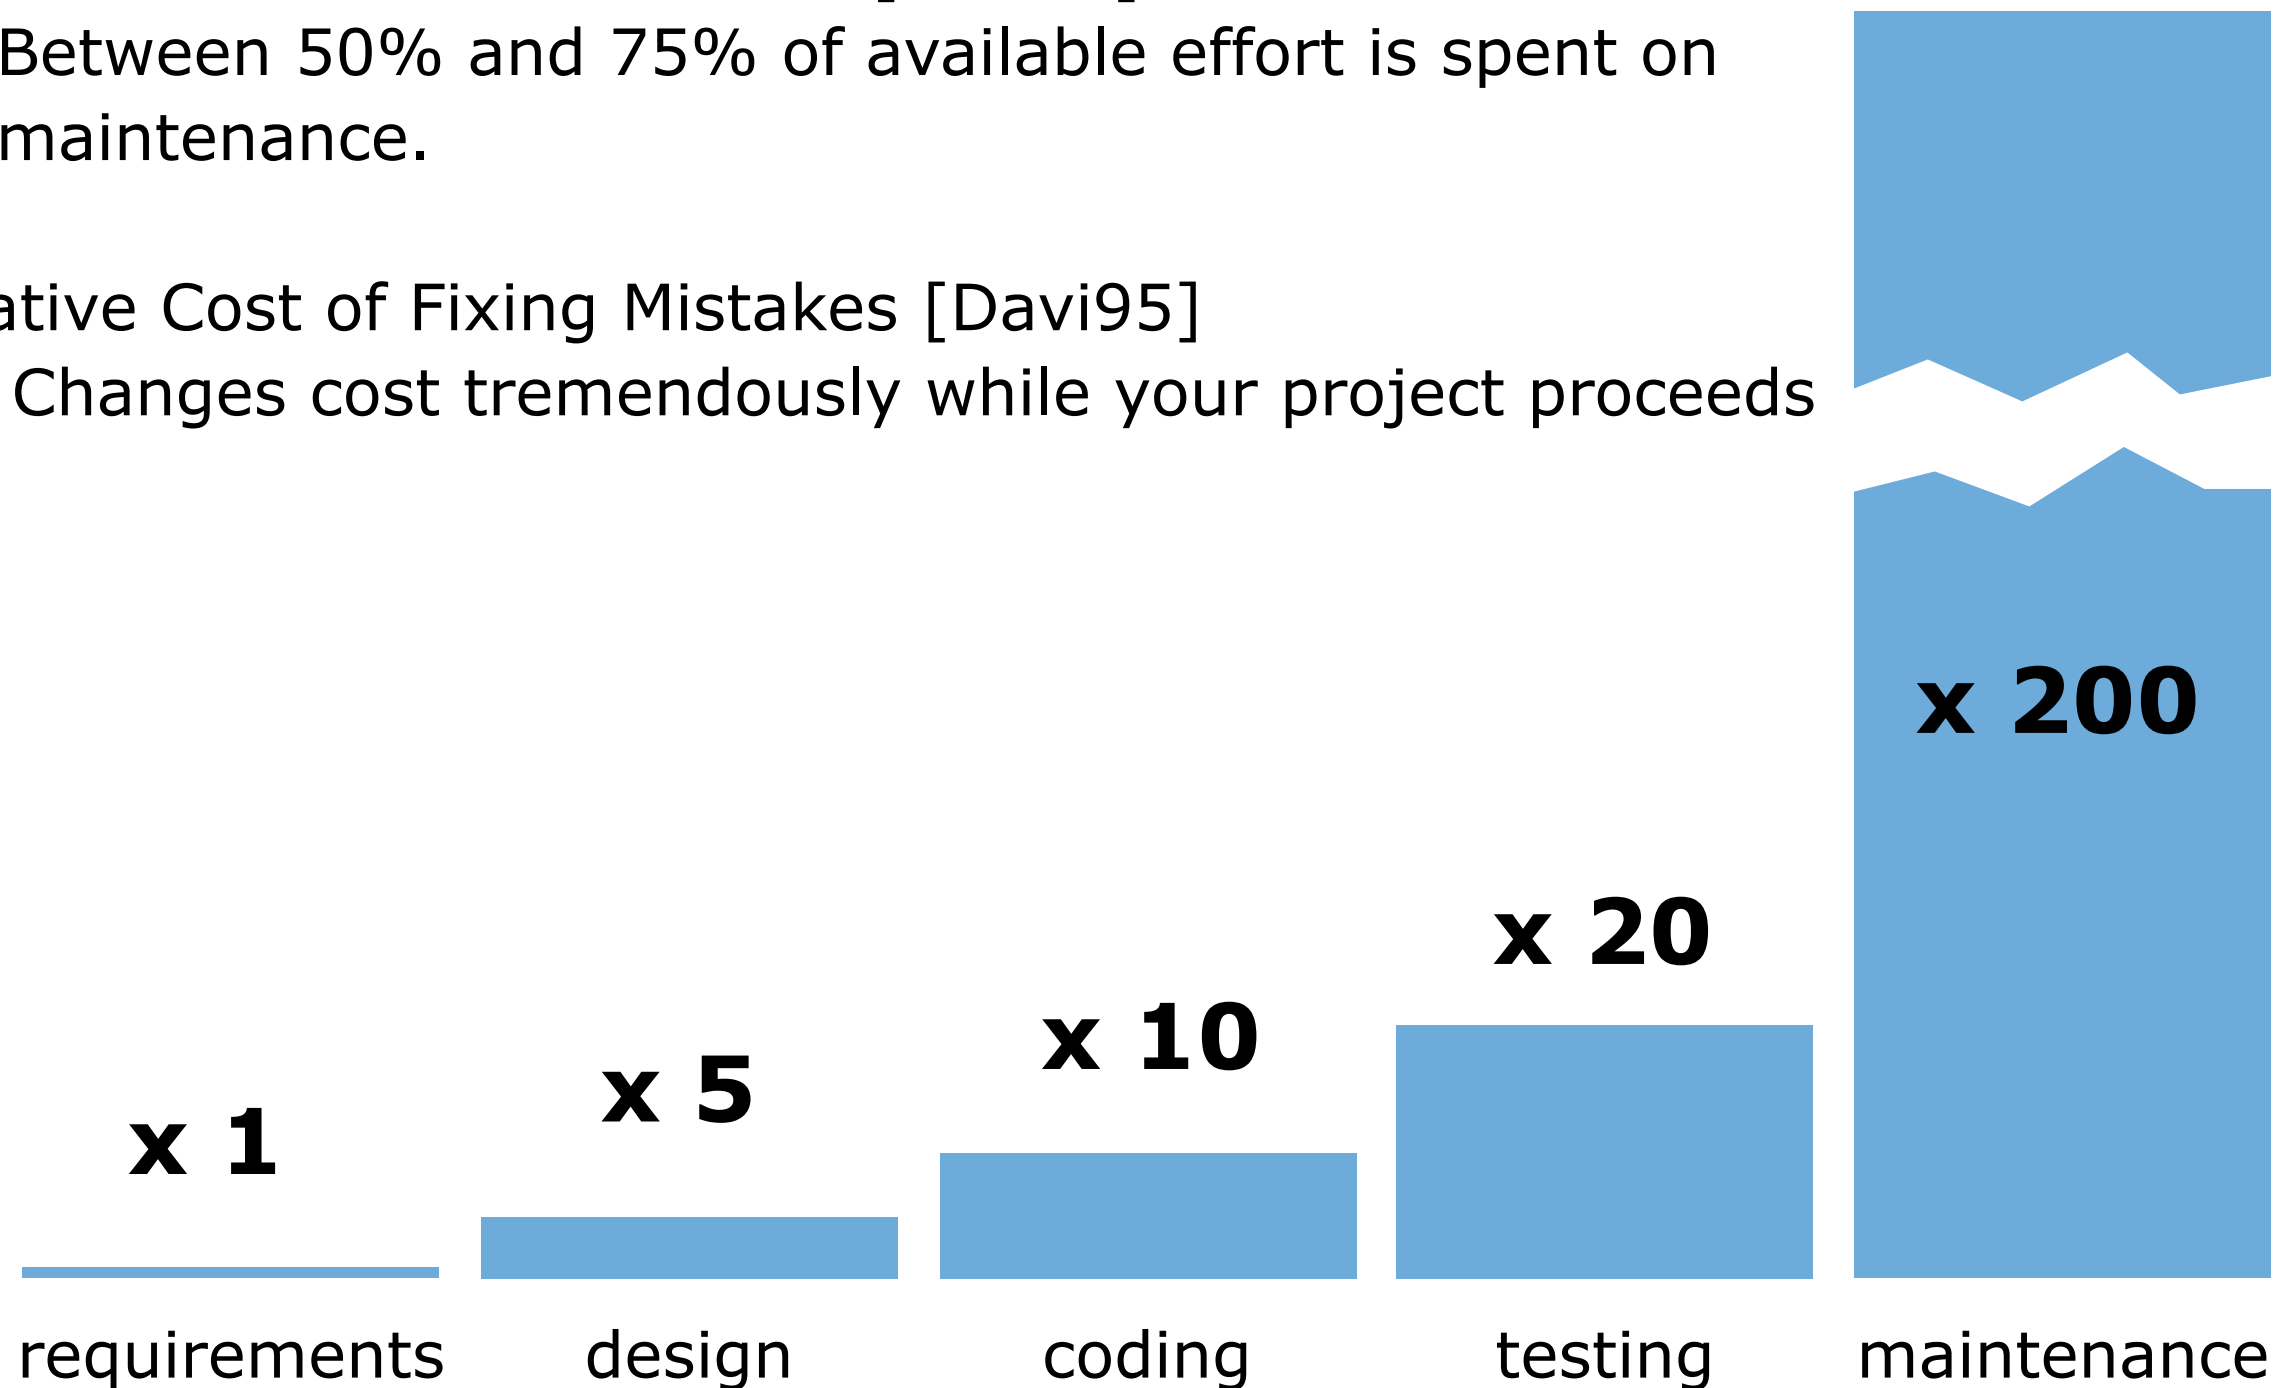 Between 50% and 75% of available effort is spent on
maintenance.
ative Cost of Fixing Mistakes [Davi95]
Changes cost tremendously while your project proceeds
x 200
x 20
x 10
x 5
x 1
requirements design coding testing maintenance